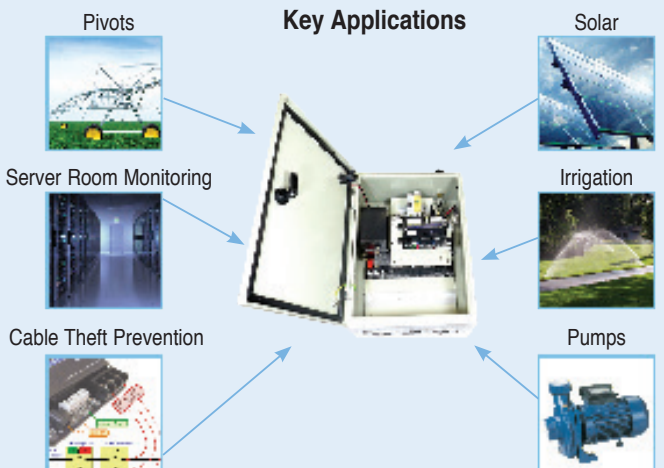 Key Applications
Pivots
Solar
Server Room Monitoring
Irrigation
Cable Theft Prevention
Pumps